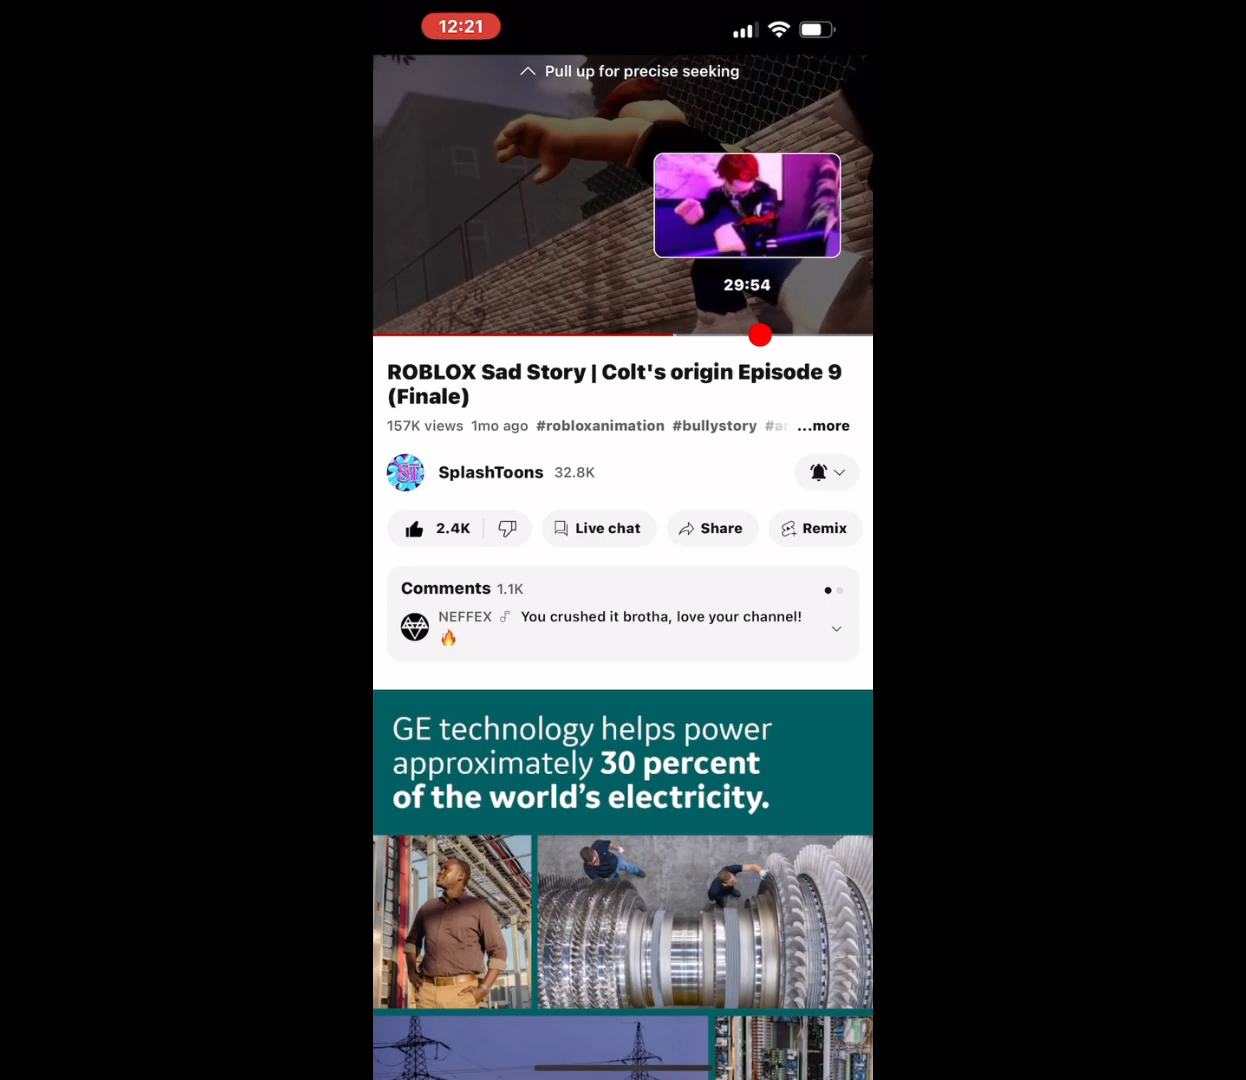 12:21
Pull up for precise seeking
29:54
ROBLOX Sad Story | Colt's origin Episode 9
(Finale)
157K views 1mo ago #robloxanimation #bullystory #a ...more
ST
SplashToons 32.8K
2.4K
Live chat
Share
Remix
Comments 1.1K
NEFFEX You crushed it brotha, love your channel!
🔥
GE technology helps power
approximately 30 percent
of the world's electricity.